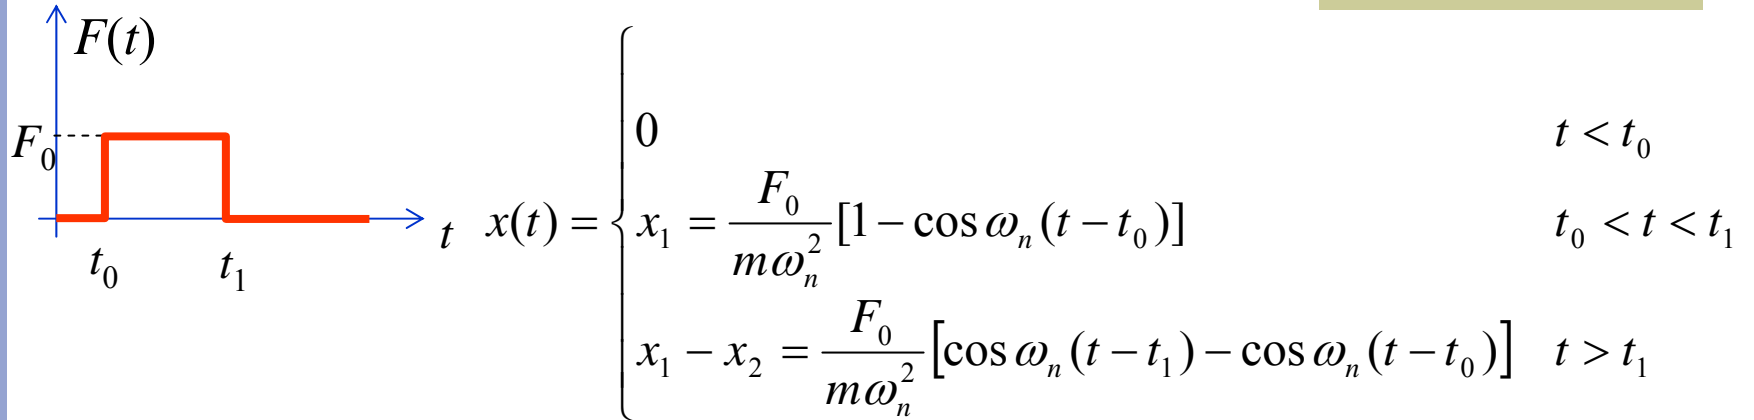 F(t)
F₀
t₀ t₁ t
x(t) = {
0 t < t₀
x₁ = F₀/(mωₙ²) [1 − cos ωₙ(t − t₀)] t₀ < t < t₁
x₁ − x₂ = F₀/(mωₙ²) [cos ωₙ(t − t₁) − cos ωₙ(t − t₀)] t > t₁